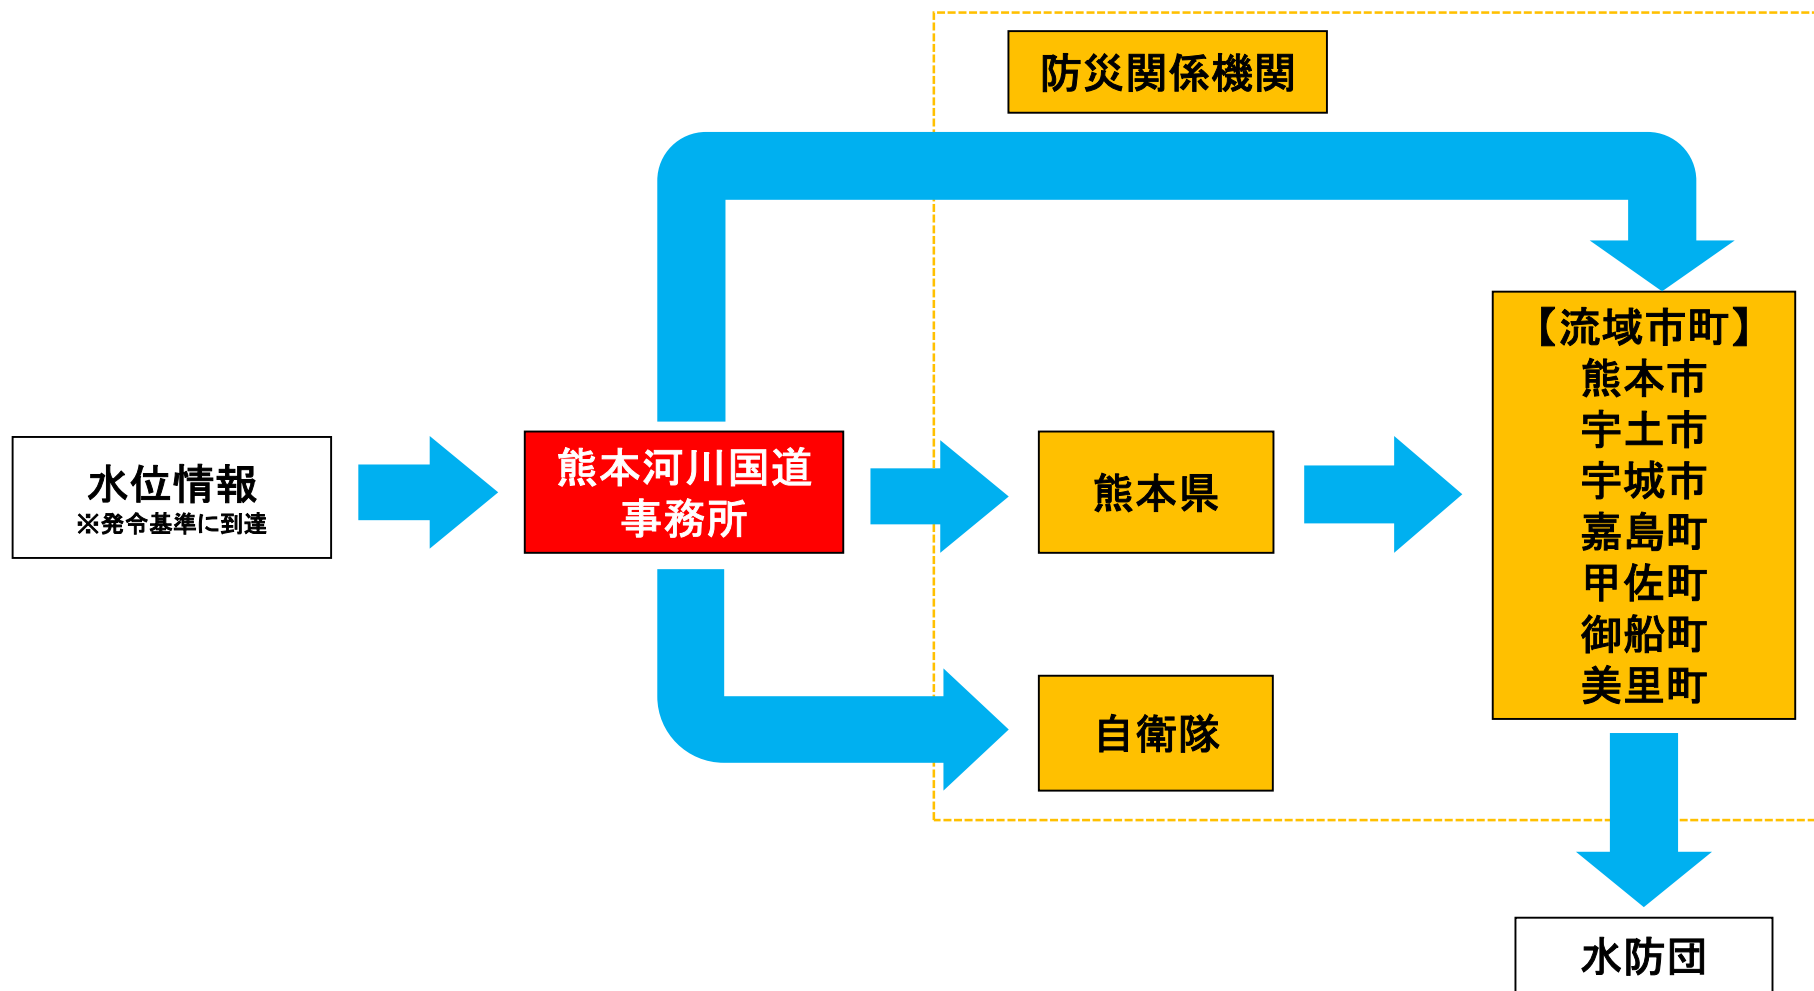 防災関係機関
水位情報
※発令基準に到達
熊本河川国道
事務所
熊本県
自衛隊
【流域市町】
熊本市
宇土市
宇城市
嘉島町
甲佐町
御船町
美里町
水防団